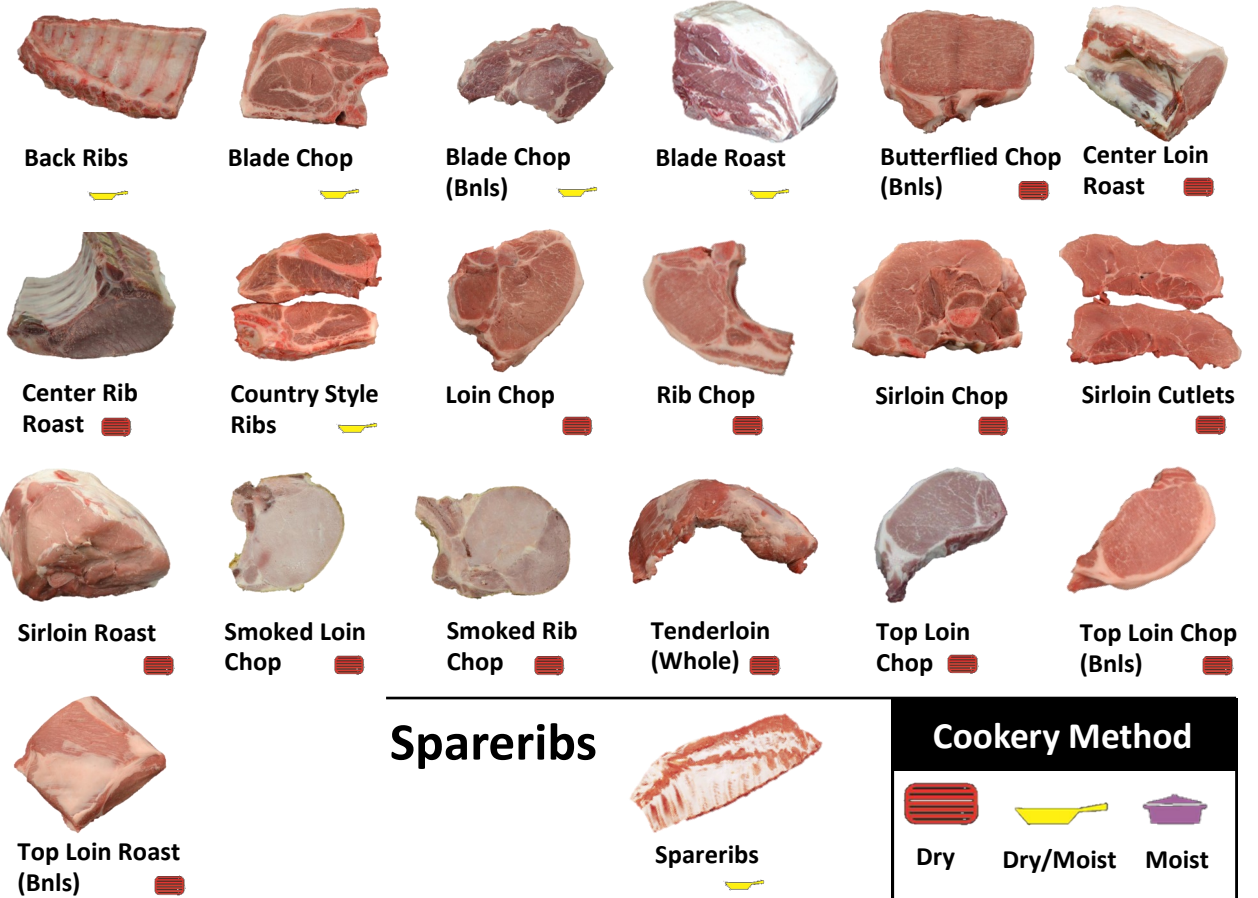 Back Ribs
Blade Chop
Blade Chop
(Bnls)
Blade Roast
Butterflied Chop
(Bnls)
Center Loin
Roast
Center Rib
Roast
Country Style
Ribs
Loin Chop
Rib Chop
Sirloin Chop
Sirloin Cutlets
Sirloin Roast
Smoked Loin
Chop
Smoked Rib
Chop
Tenderloin
(Whole)
Top Loin
Chop
Top Loin Chop
(Bnls)
Top Loin Roast
(Bnls)
Spareribs
Spareribs
Cookery Method
Dry
Dry/Moist
Moist